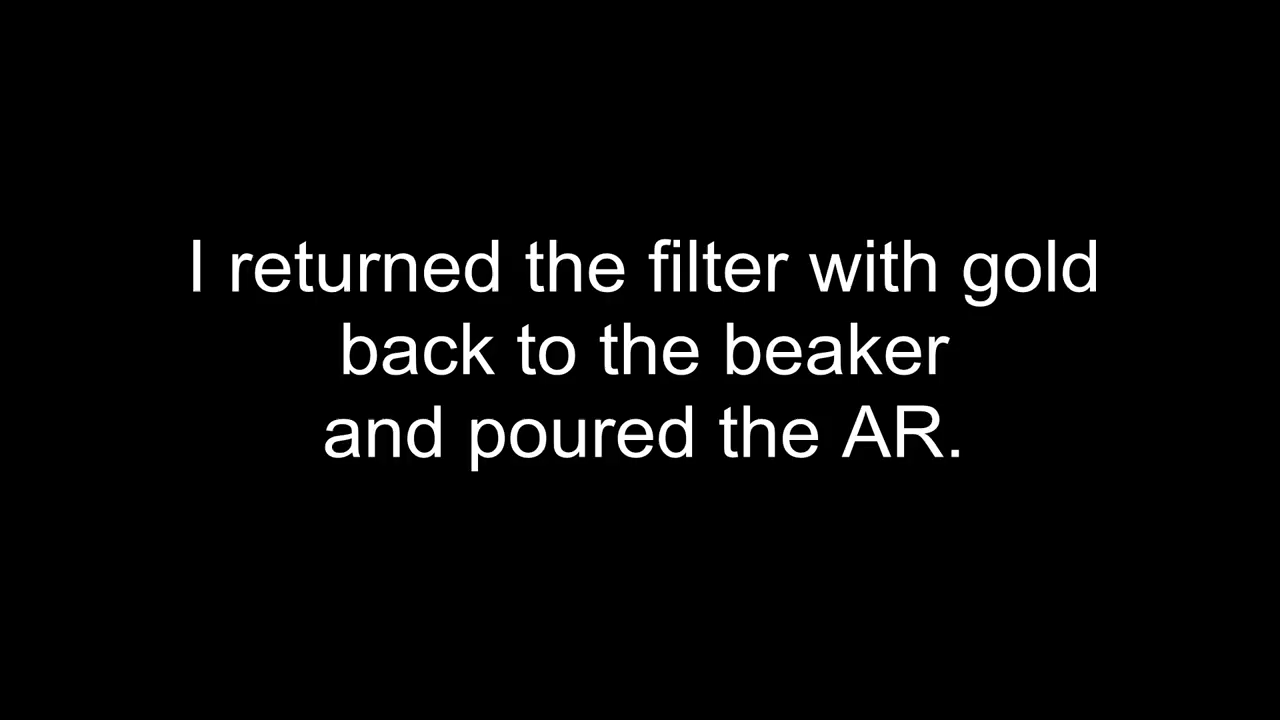 I returned the filter with gold
back to the beaker
and poured the AR.